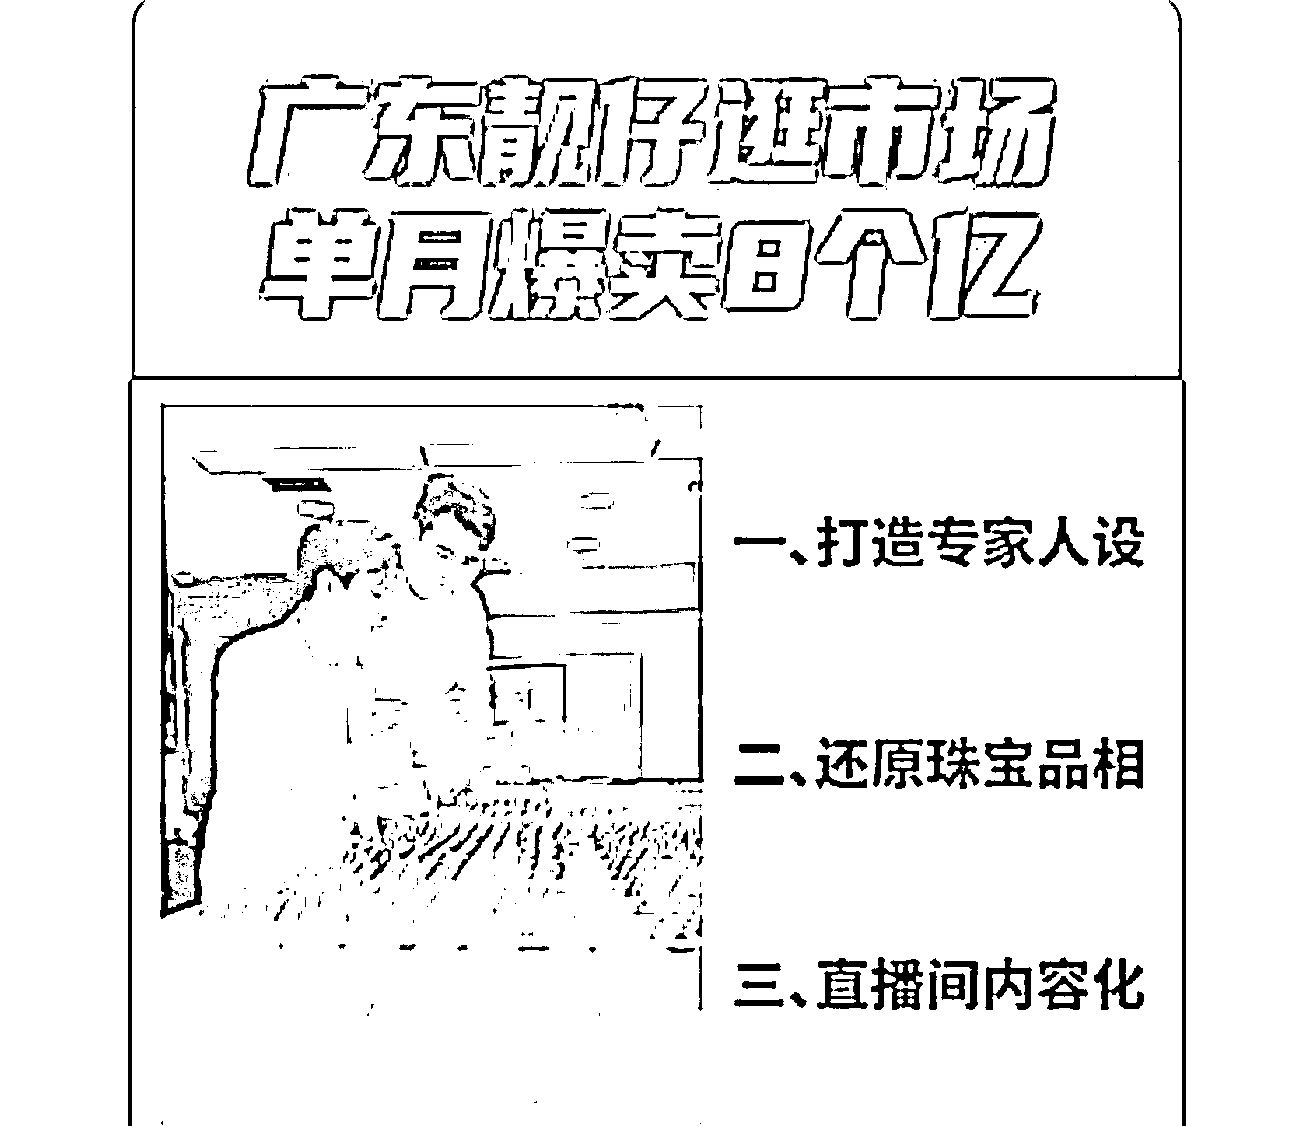 广东靓仔逛市场
单月爆卖8个亿
一、打造专家人设
二、还原珠宝品相
三、直播间内容化